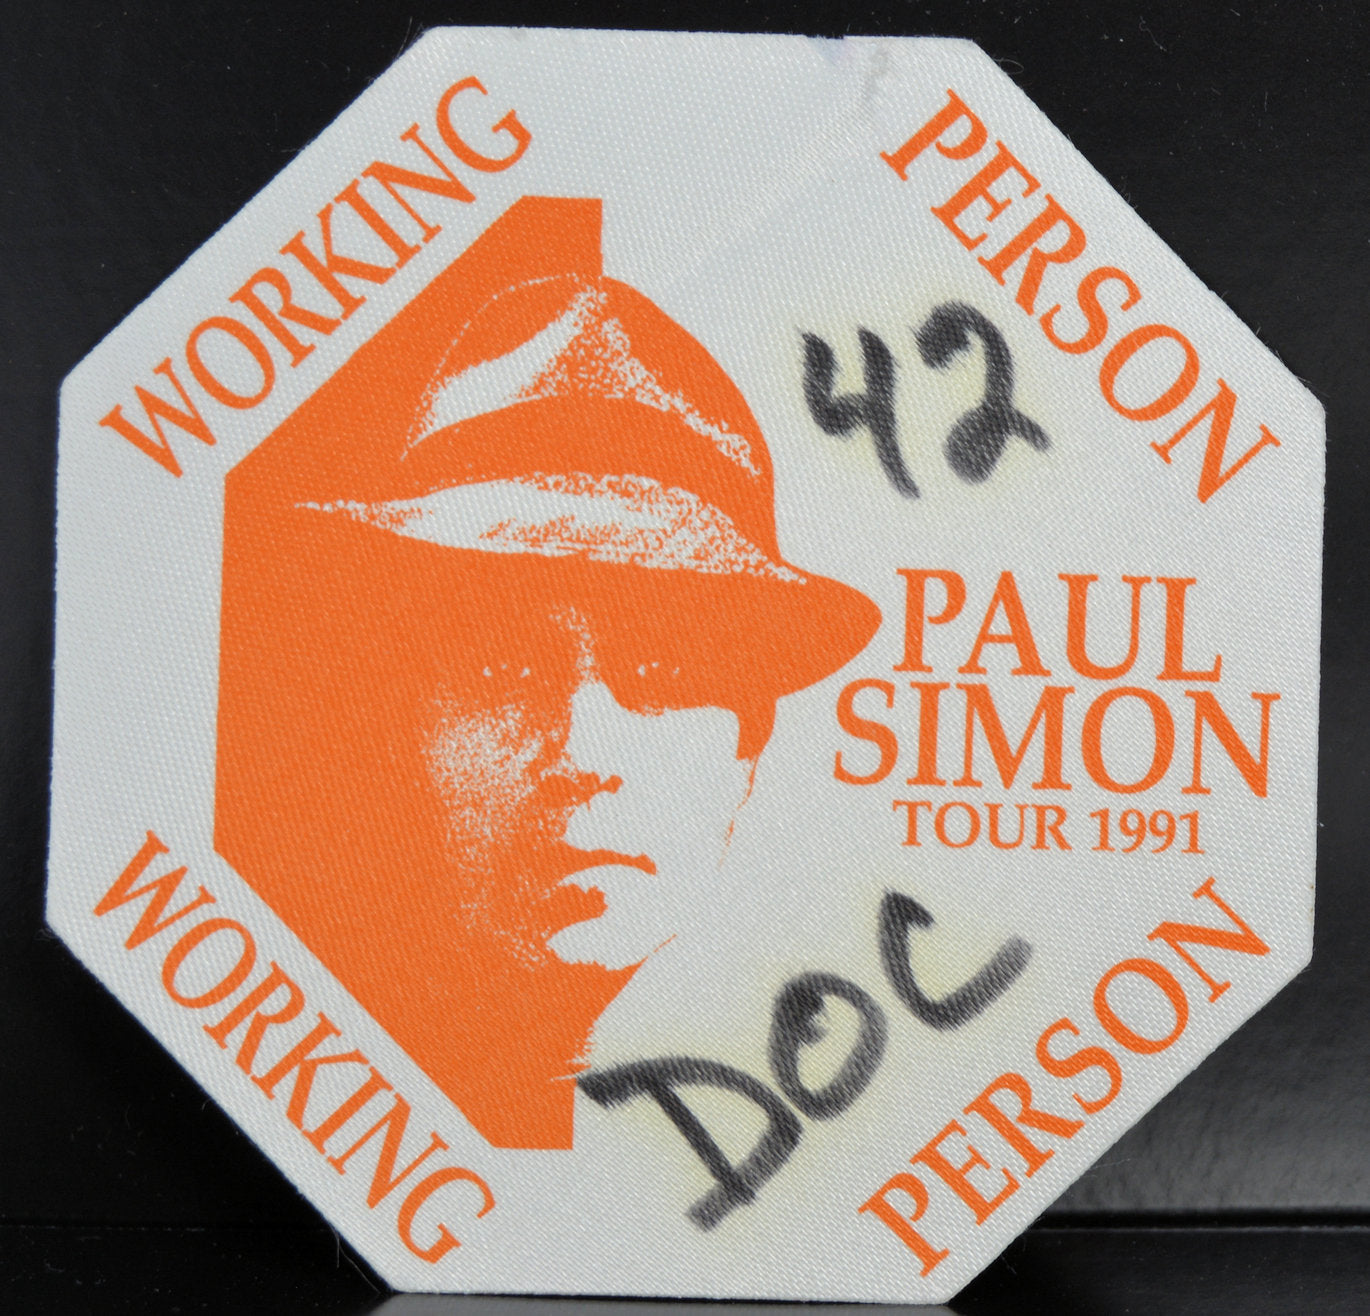 WORKING
PERSON
42
PAUL
SIMON
TOUR 1991
DOC
WORKING
PERSON